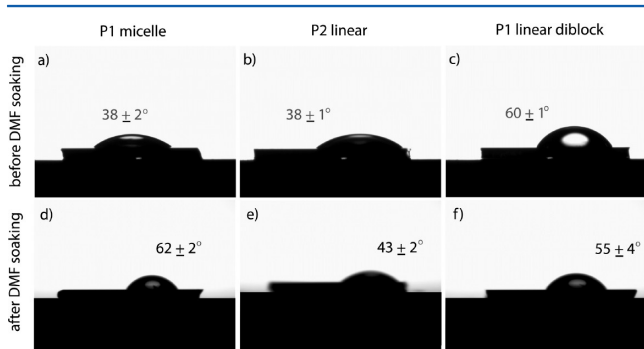 P1 micelle P2 linear P1 linear diblock
before DMF soaking
a) b) c)
38 ± 2° 38 ± 1° 60 ± 1°
after DMF soaking
d) e) f)
62 ± 2° 43 ± 2° 55 ± 4°